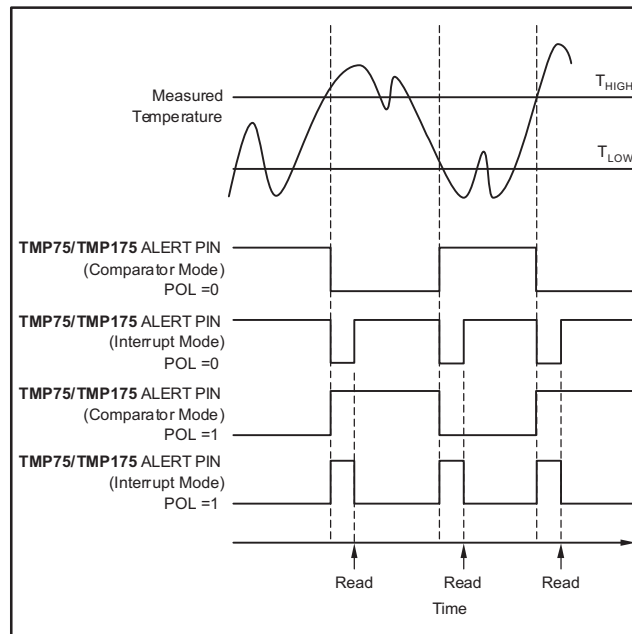 Measured
Temperature
T_HIGH
T_LOW
TMP75/TMP175 ALERT PIN
(Comparator Mode)
POL =0
TMP75/TMP175 ALERT PIN
(Interrupt Mode)
POL =0
TMP75/TMP175 ALERT PIN
(Comparator Mode)
POL =1
TMP75/TMP175 ALERT PIN
(Interrupt Mode)
POL =1
Read Read Read
Time